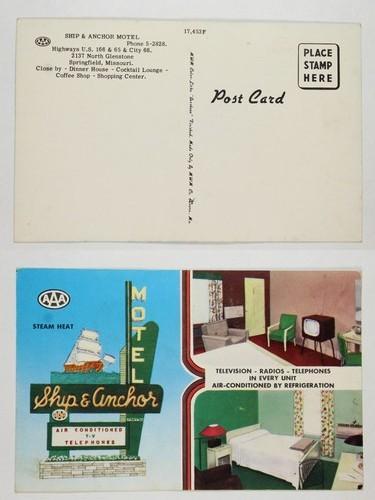 17,453F
SHIP & ANCHOR MOTEL
Phone 5-2828.
Highways U.S. 166 & 65 & City 66.
2137 North Glenstone
Springfield, Missouri.
Close by - Dinner House - Cocktail Lounge -
Coffee Shop - Shopping Center.
AAA
PLACE
STAMP
HERE
Post Card
AAA
STEAM HEAT
MOTEL
Ship & Anchor
AIR CONDITIONED
T-V
TELEPHONES
TELEVISION - RADIOS - TELEPHONES
IN EVERY UNIT
AIR-CONDITIONED BY REFRIGERATION